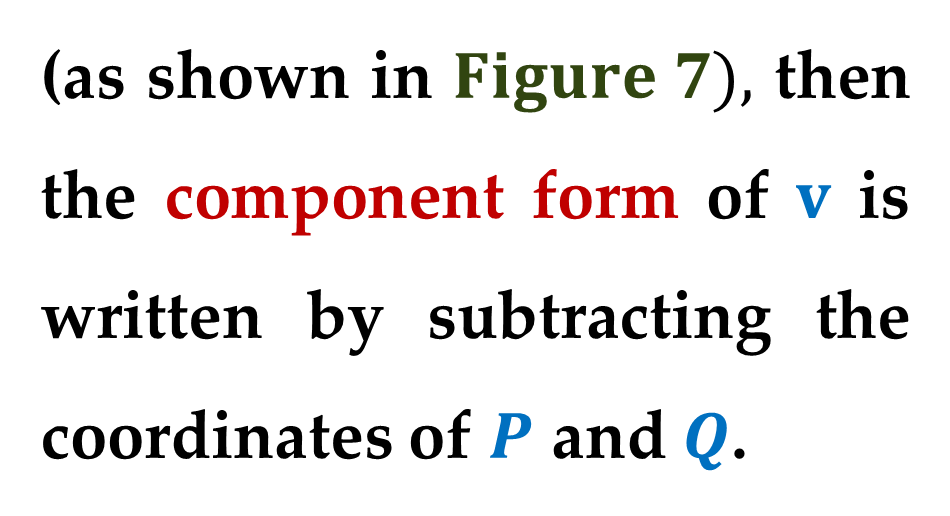 (as shown in Figure 7), then
the component form of v is
written by subtracting the
coordinates of P and Q.